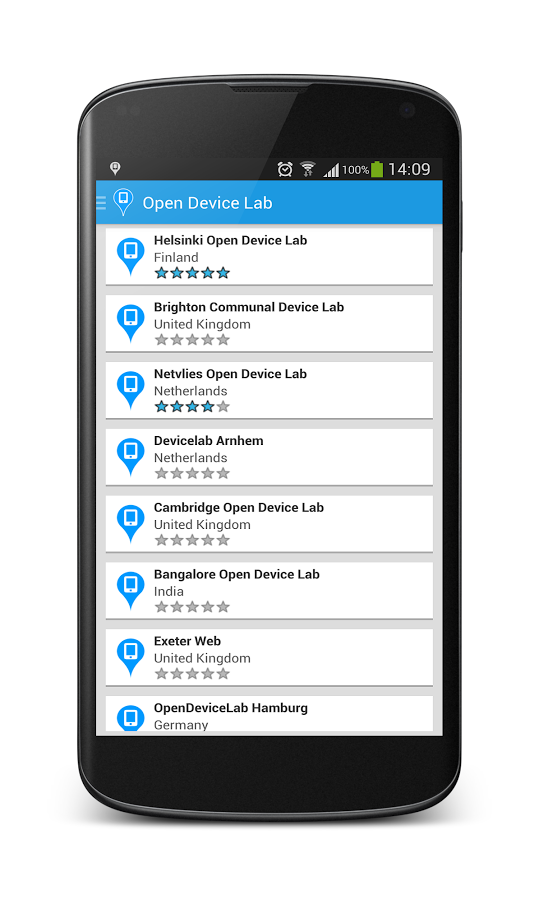 100% 14:09
Open Device Lab
Helsinki Open Device Lab
Finland
Brighton Communal Device Lab
United Kingdom
Netvlies Open Device Lab
Netherlands
Devicelab Arnhem
Netherlands
Cambridge Open Device Lab
United Kingdom
Bangalore Open Device Lab
India
Exeter Web
United Kingdom
OpenDeviceLab Hamburg
Germany